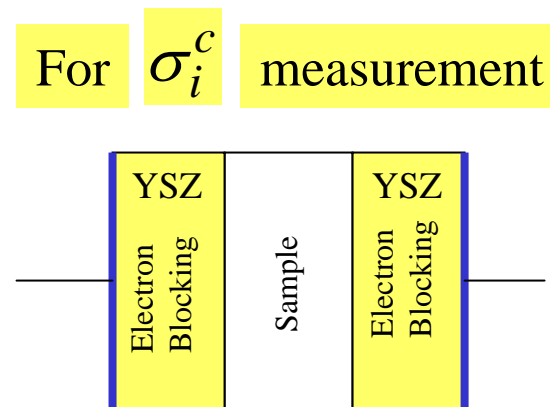 For σ_i^c measurement
YSZ
Electron
Blocking
Sample
YSZ
Electron
Blocking